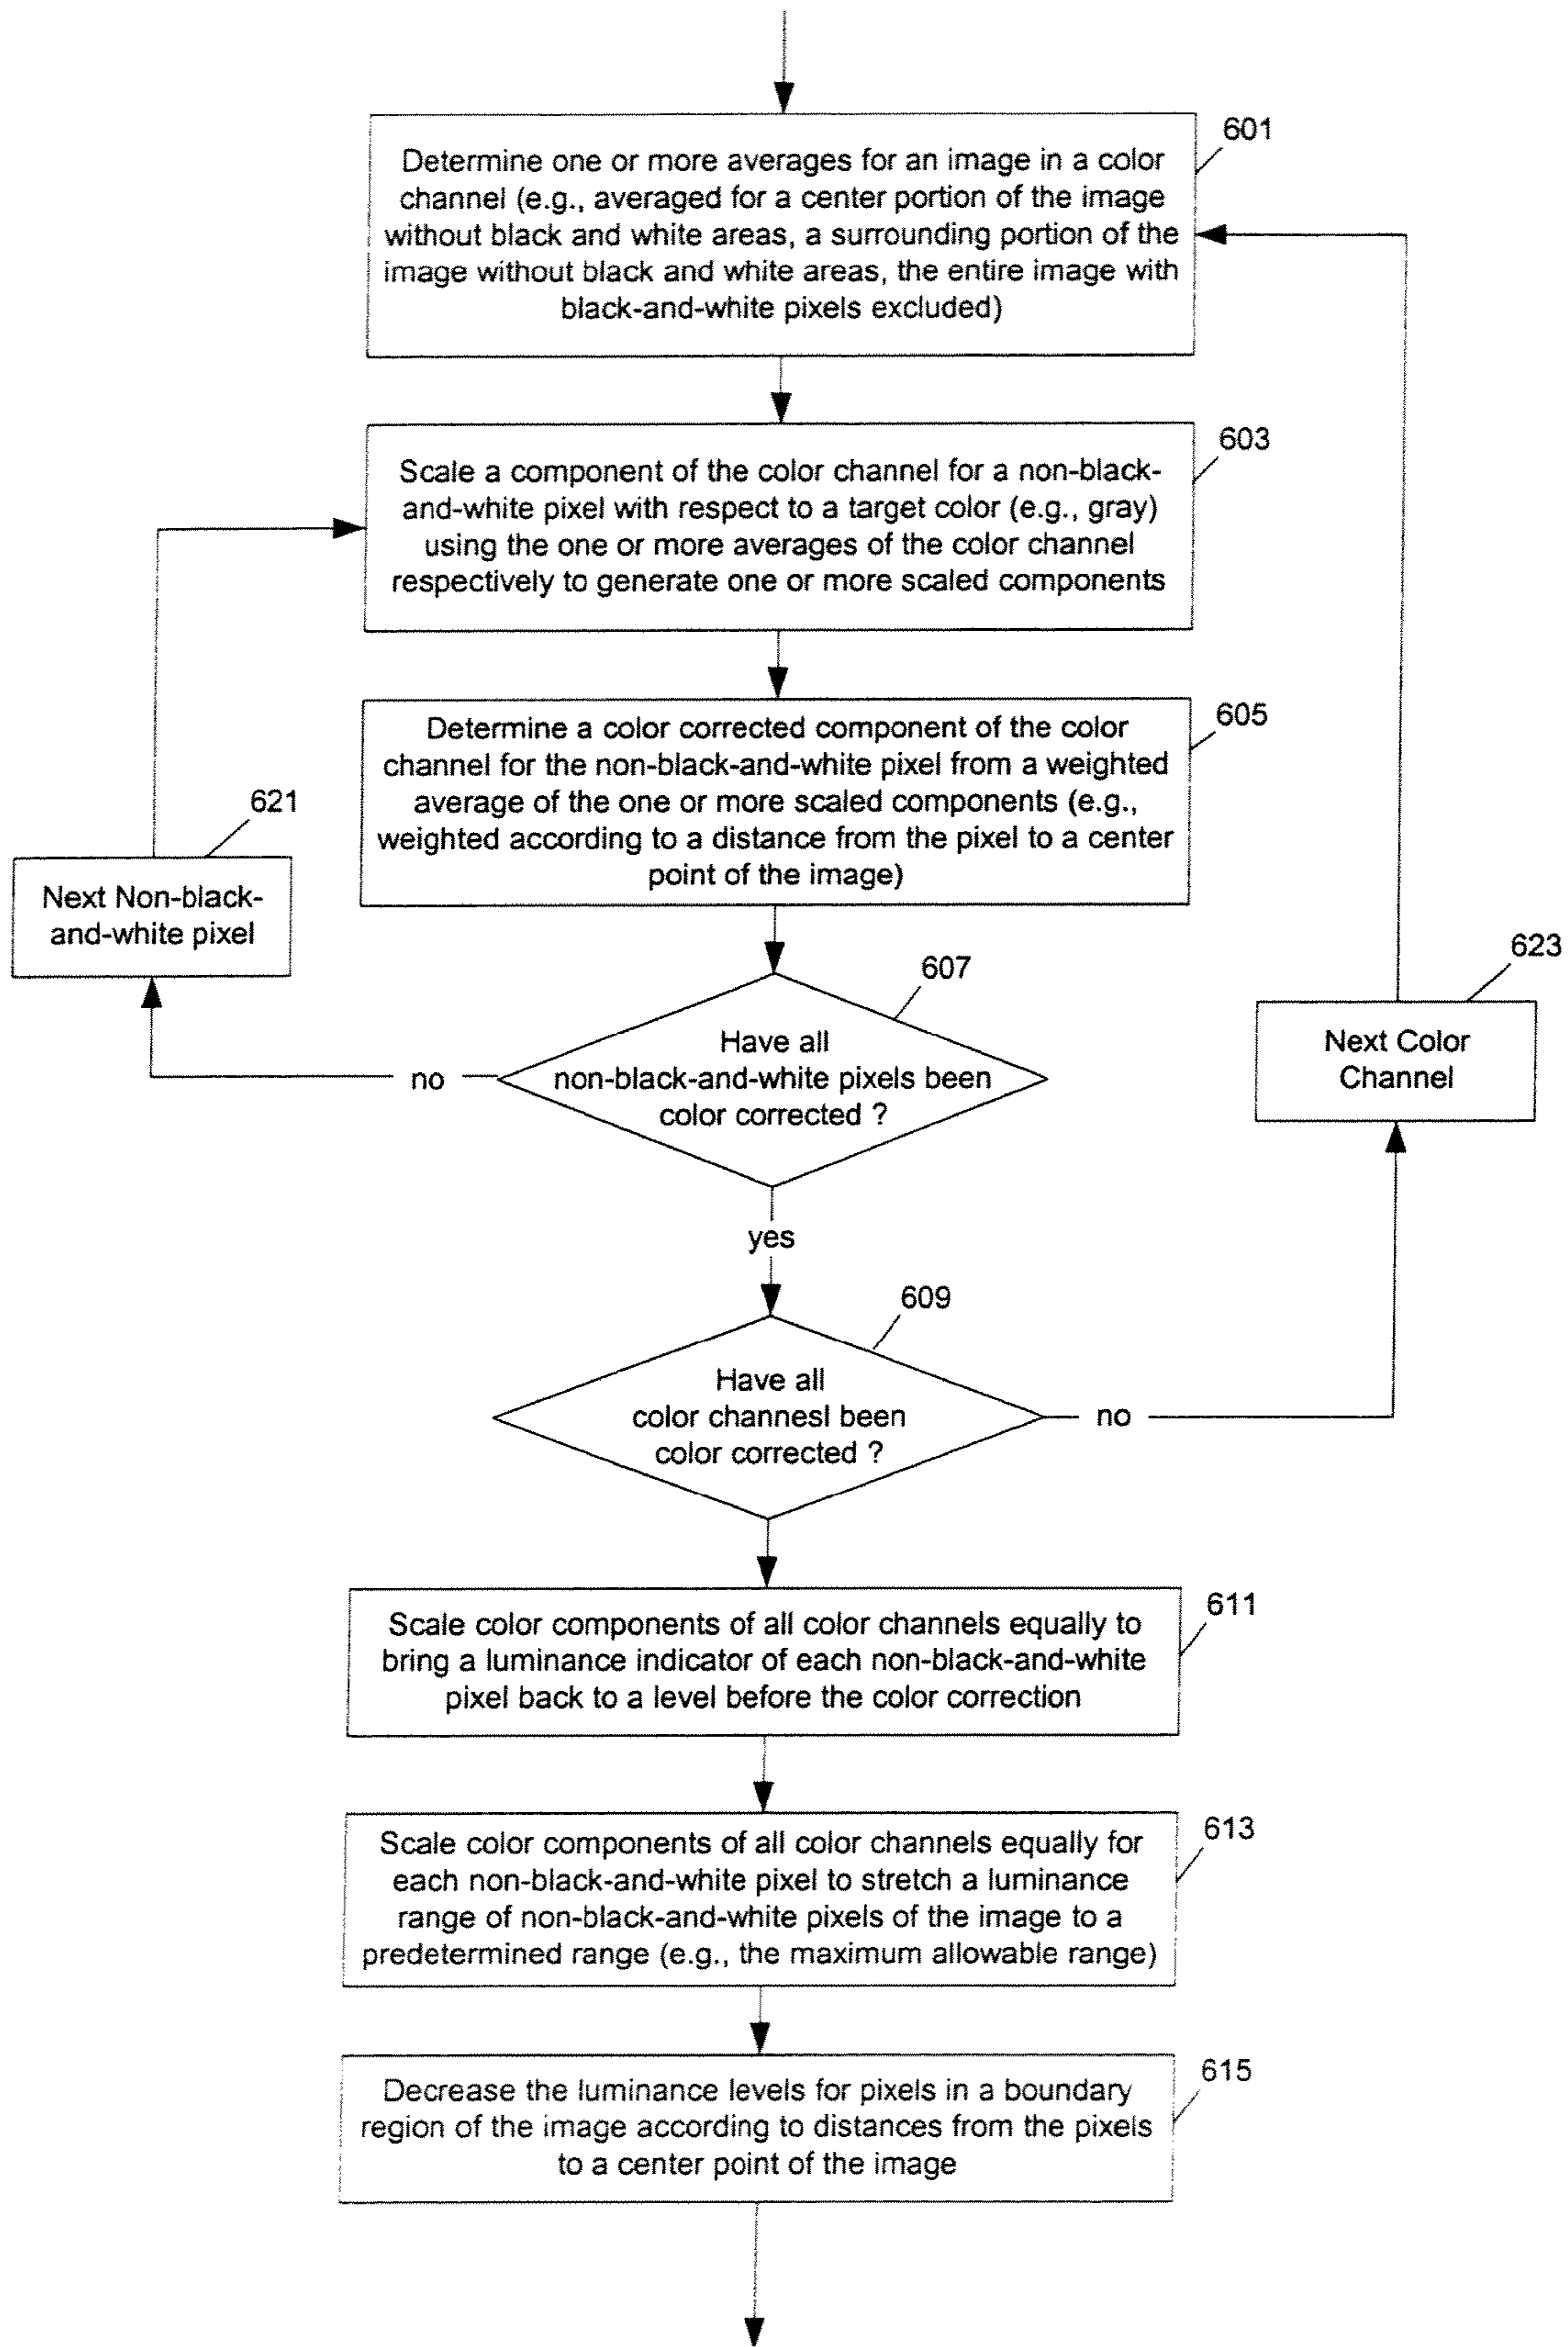 601
Determine one or more averages for an image in a color
channel (e.g., averaged for a center portion of the image
without black and white areas, a surrounding portion of the
image without black and white areas, the entire image with
black-and-white pixels excluded)
603
Scale a component of the color channel for a non-black-
and-white pixel with respect to a target color (e.g., gray)
using the one or more averages of the color channel
respectively to generate one or more scaled components
605
Determine a color corrected component of the color
channel for the non-black-and-white pixel from a weighted
average of the one or more scaled components (e.g.,
weighted according to a distance from the pixel to a center
point of the image)
621
Next Non-black-
and-white pixel
607
Have all
non-black-and-white pixels been
color corrected ?
no
623
Next Color
Channel
yes
609
Have all
color channesl been
color corrected ?
no
611
Scale color components of all color channels equally to
bring a luminance indicator of each non-black-and-white
pixel back to a level before the color correction
613
Scale color components of all color channels equally for
each non-black-and-white pixel to stretch a luminance
range of non-black-and-white pixels of the image to a
predetermined range (e.g., the maximum allowable range)
615
Decrease the luminance levels for pixels in a boundary
region of the image according to distances from the pixels
to a center point of the image